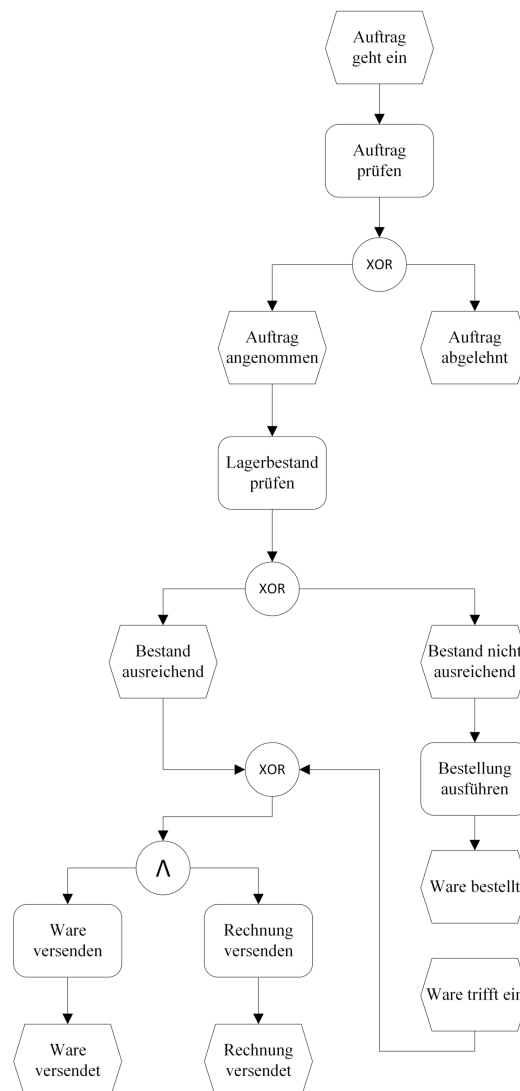 Auftrag
geht ein
Auftrag
prüfen
XOR
Auftrag
angenommen
Auftrag
abgelehnt
Lagerbestand
prüfen
XOR
Bestand
ausreichend
Bestand nicht
ausreichend
XOR
Bestellung
ausführen
Λ
Ware bestellt
Ware
versenden
Rechnung
versenden
Ware trifft ein
Ware
versendet
Rechnung
versendet